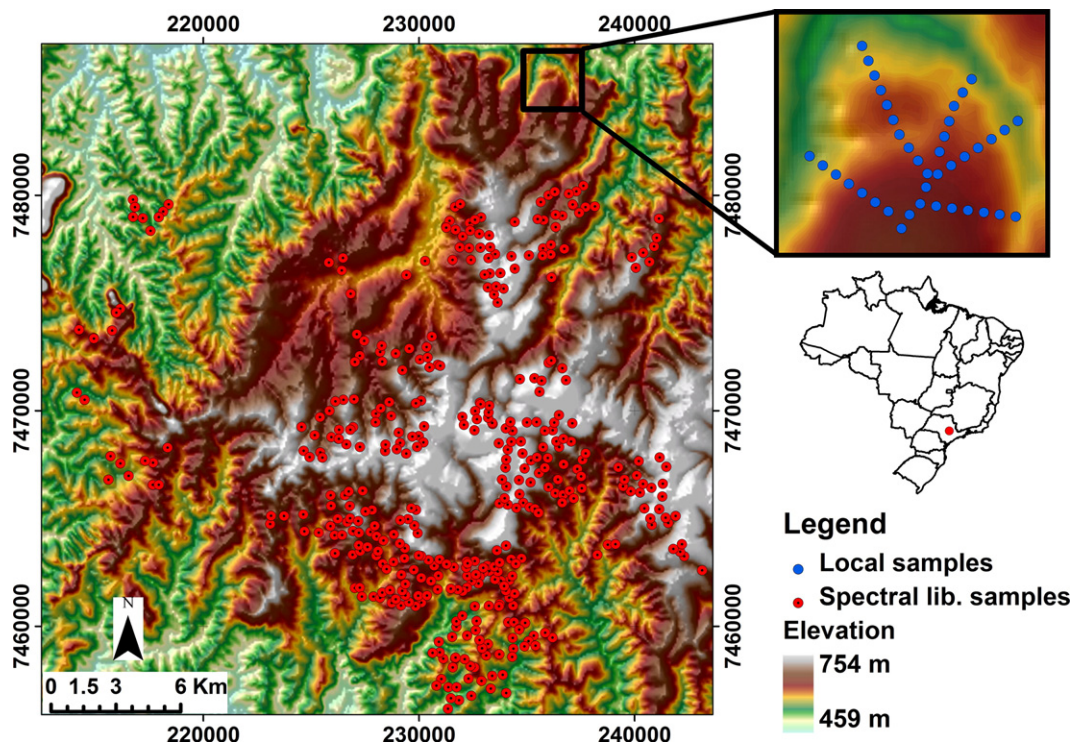 220000 230000 240000
7480000 7480000
7470000 7470000
7460000 7460000
N
0 1.5 3 6 Km
220000 230000 240000
Legend
Local samples
Spectral lib. samples
Elevation
754 m
459 m